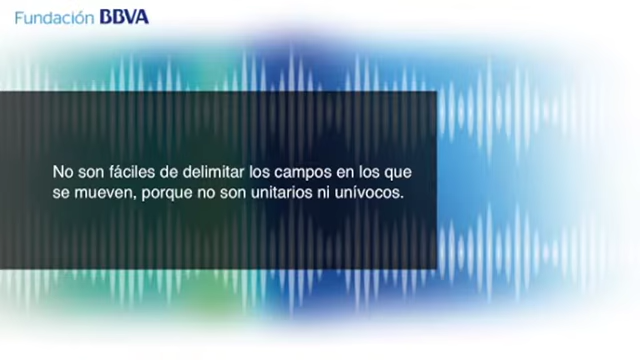 Fundación BBVA
No son fáciles de delimitar los campos en los que
se mueven, porque no son unitarios ni unívocos.